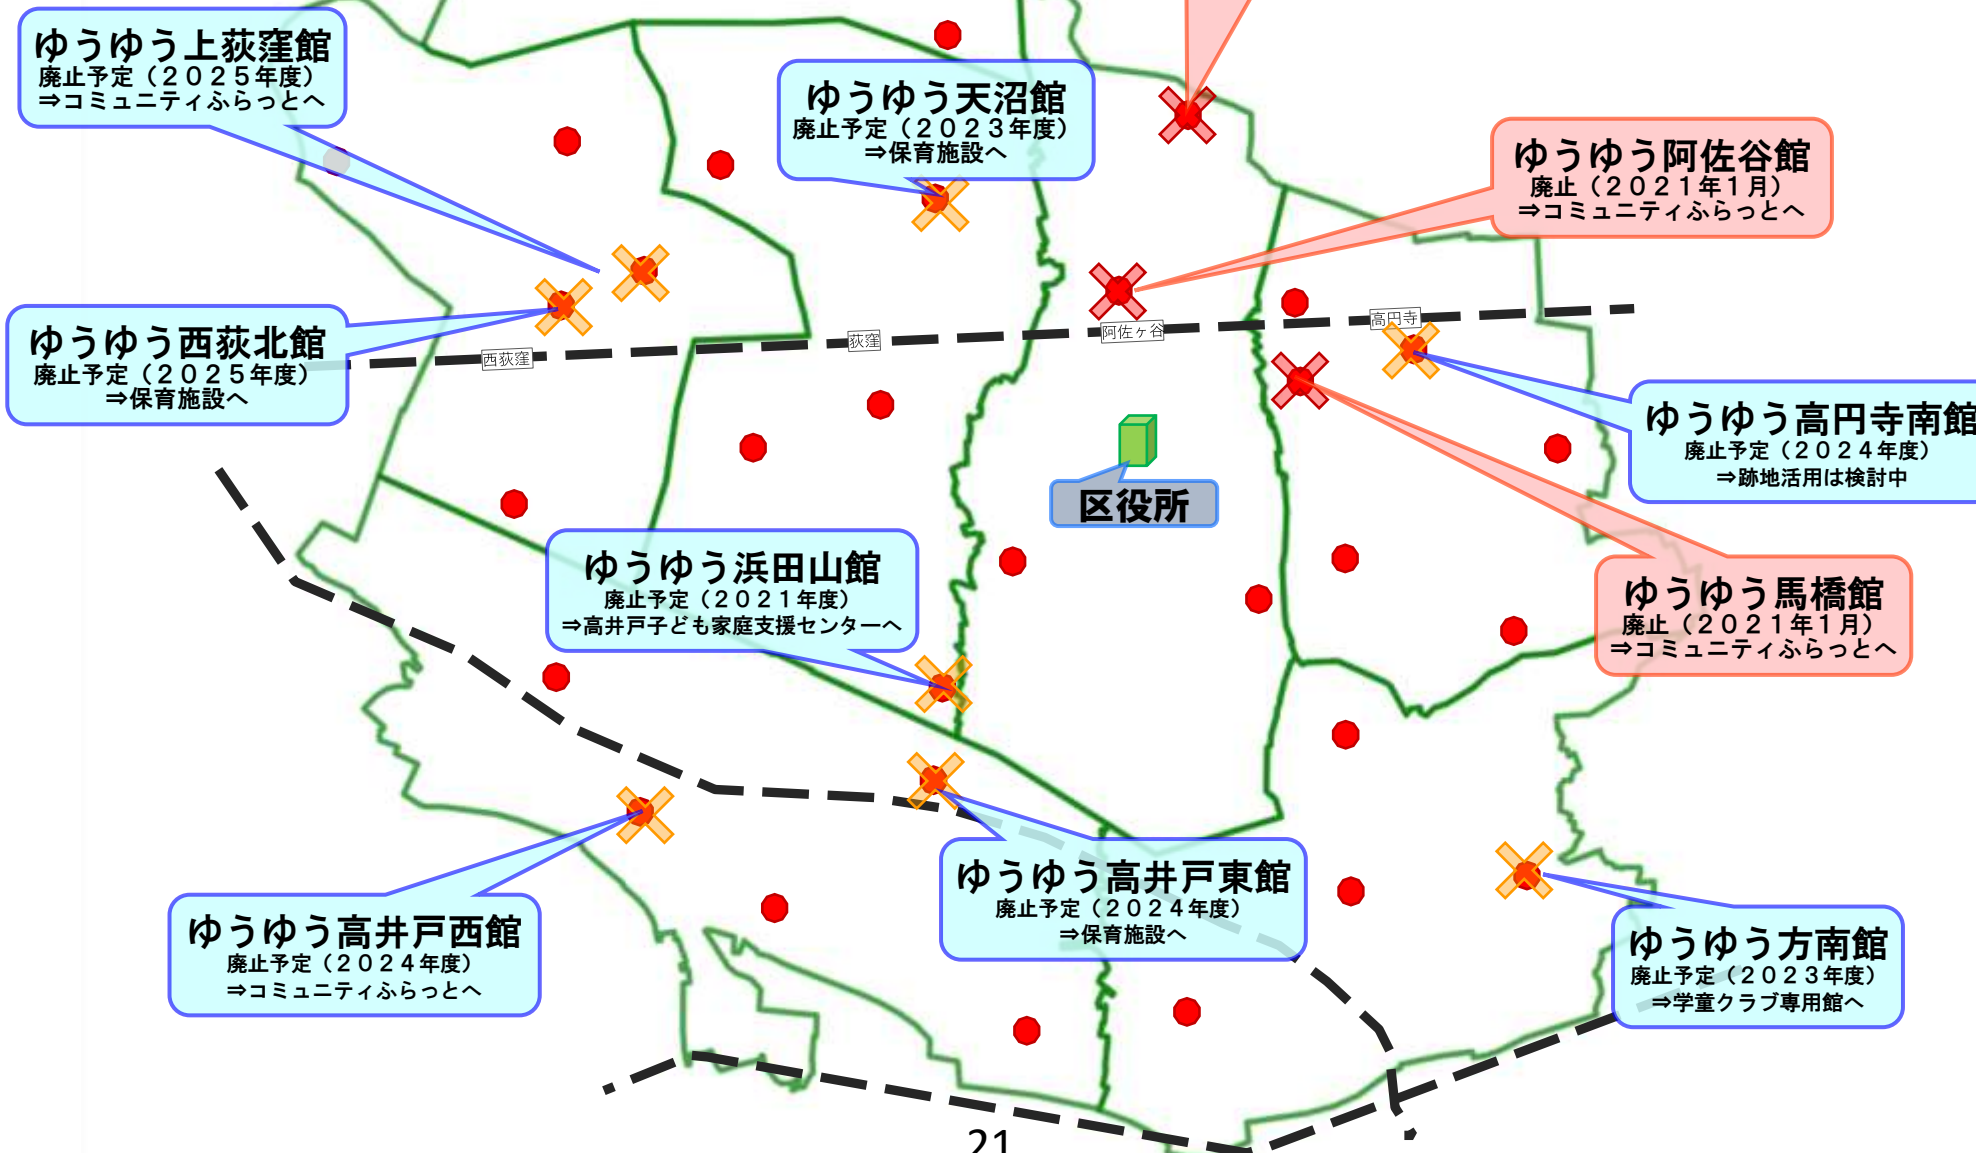 ゆうゆう上荻窪館
廃止予定（２０２５年度）
⇒コミュニティふらっとへ
ゆうゆう天沼館
廃止予定（２０２３年度）
⇒保育施設へ
ゆうゆう阿佐谷館
廃止（２０２１年１月）
⇒コミュニティふらっとへ
ゆうゆう西荻北館
廃止予定（２０２５年度）
⇒保育施設へ
西荻窪
荻窪
阿佐ヶ谷
高円寺
ゆうゆう高円寺南館
廃止予定（２０２４年度）
⇒跡地活用は検討中
区役所
ゆうゆう浜田山館
廃止予定（２０２１年度）
⇒高井戸子ども家庭支援センターへ
ゆうゆう馬橋館
廃止（２０２１年１月）
⇒コミュニティふらっとへ
ゆうゆう高井戸西館
廃止予定（２０２４年度）
⇒コミュニティふらっとへ
ゆうゆう高井戸東館
廃止予定（２０２４年度）
⇒保育施設へ
ゆうゆう方南館
廃止予定（２０２３年度）
⇒学童クラブ専用館へ
21